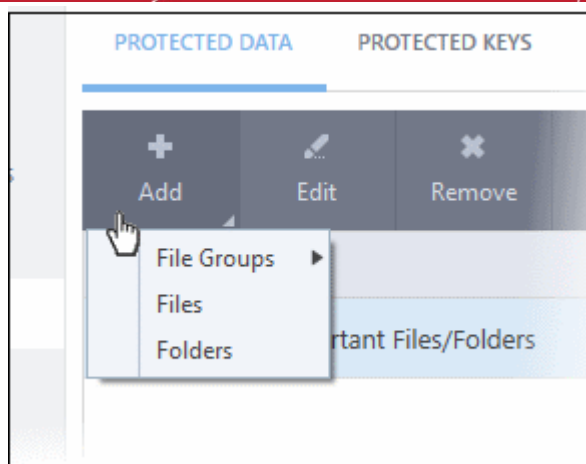 PROTECTED DATA PROTECTED KEYS
Add Edit Remove
File Groups
Files
Folders
rtant Files/Folders